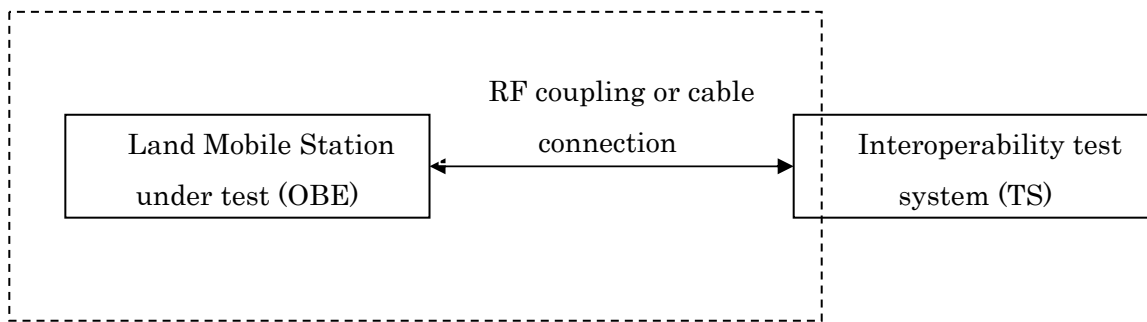 RF coupling or cable
connection
Land Mobile Station
under test (OBE)
Interoperability test
system (TS)